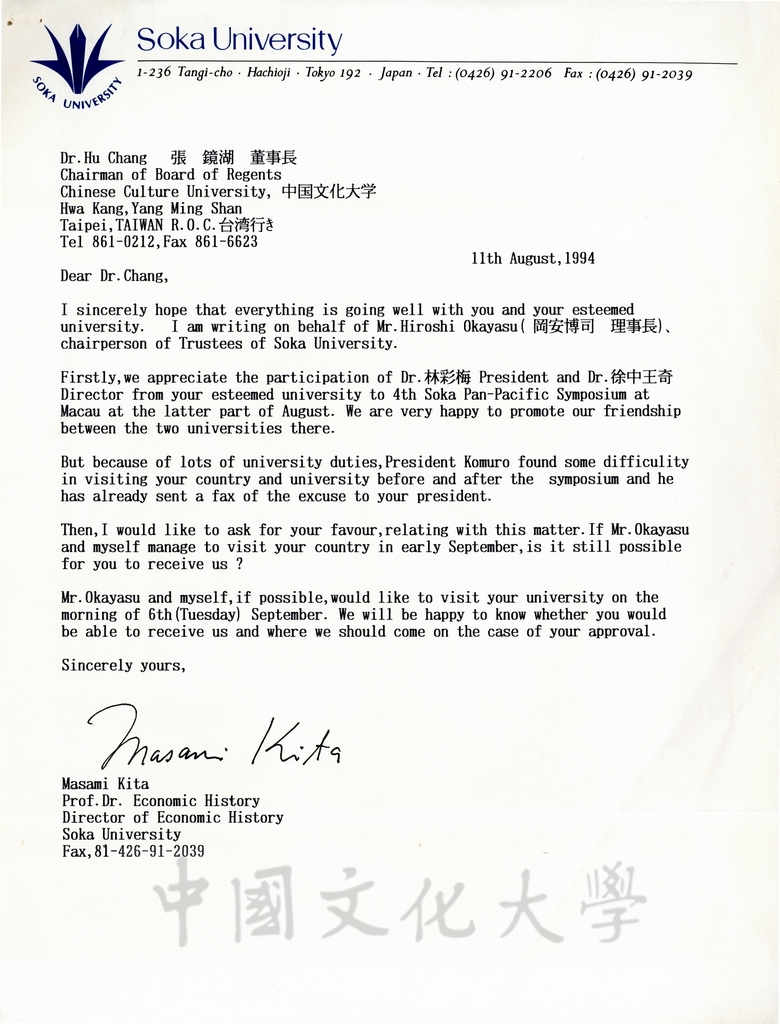 Soka University
1-236 Tangi-cho · Hachioji · Tokyo 192 · Japan · Tel : (0426) 91-2206 Fax : (0426) 91-2039
SOKA UNIVERSITY
Dr.Hu Chang 張 鏡湖 董事長
Chairman of Board of Regents
Chinese Culture University, 中国文化大学
Hwa Kang,Yang Ming Shan
Taipei,TAIWAN R.O.C.台湾行き
Tel 861-0212,Fax 861-6623
11th August,1994
Dear Dr.Chang,
I sincerely hope that everything is going well with you and your esteemed
university. I am writing on behalf of Mr.Hiroshi Okayasu( 岡安博司 理事長)、
chairperson of Trustees of Soka University.
Firstly,we appreciate the participation of Dr.林彩梅 President and Dr.徐中王奇
Director from your esteemed university to 4th Soka Pan-Pacific Symposium at
Macau at the latter part of August. We are very happy to promote our friendship
between the two universities there.
But because of lots of university duties,President Komuro found some difficulity
in visiting your country and university before and after the symposium and he
has already sent a fax of the excuse to your president.
Then,I would like to ask for your favour,relating with this matter.If Mr.Okayasu
and myself manage to visit your country in early September,is it still possible
for you to receive us ?
Mr.Okayasu and myself,if possible,would like to visit your university on the
morning of 6th(Tuesday) September. We will be happy to know whether you would
be able to receive us and where we should come on the case of your approval.
Sincerely yours,
Masami Kita
Masami Kita
Prof.Dr. Economic History
Director of Economic History
Soka University
Fax,81-426-91-2039
中國文化大學